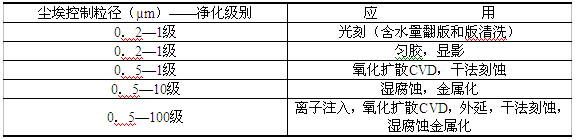 尘埃控制粒径（μm）——净化级别 应 用
0．2—1级 光刻（含水量翻版和版清洗）
0．2—1级 匀胶，显影
0．5—1级 氧化扩散CVD，干法刻蚀
0．5—10级 湿腐蚀，金属化
0．5—100级 离子注入，氧化扩散CVD，外延，干法刻蚀，
湿腐蚀金属化